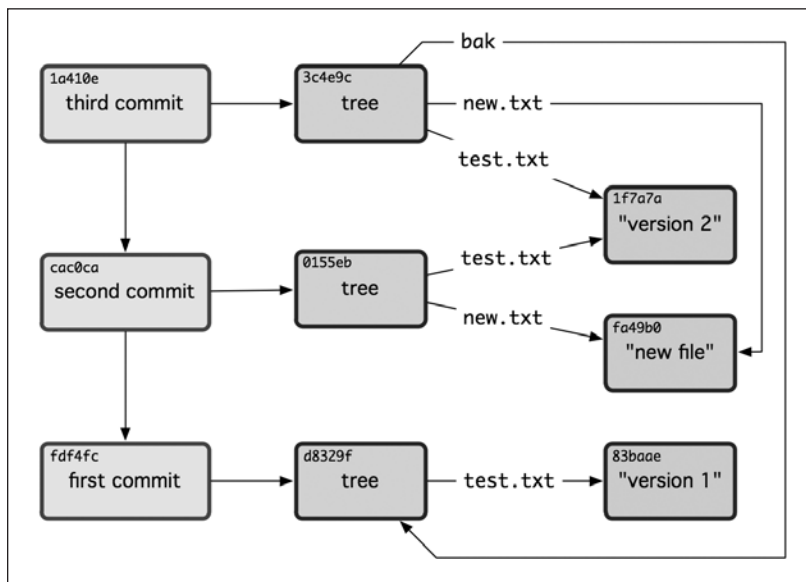 bak
1a410e
third commit
3c4e9c
tree
new.txt
test.txt
1f7a7a
"version 2"
cac0ca
second commit
0155eb
tree
test.txt
new.txt
fa49b0
"new file"
fdf4fc
first commit
d8329f
tree
test.txt
83baae
"version 1"